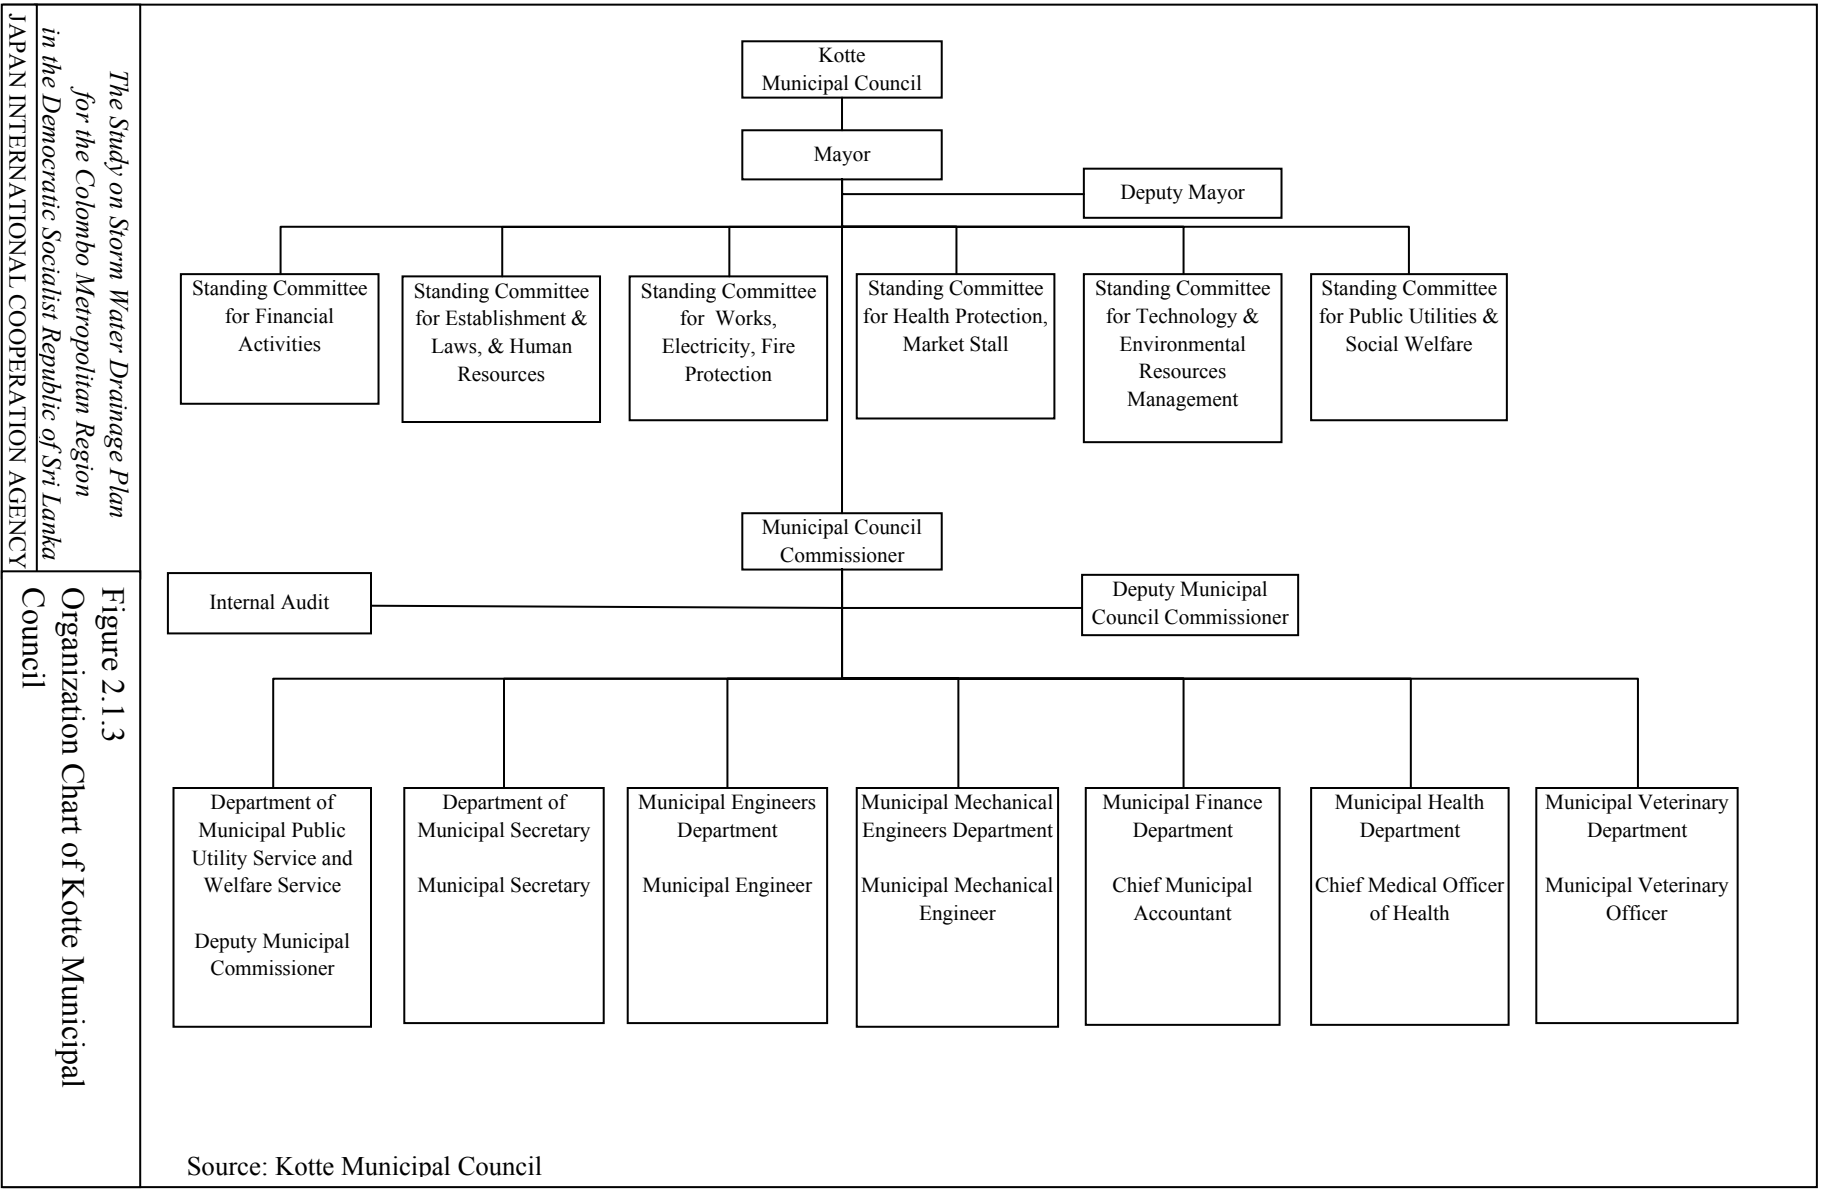 Kotte
Municipal Council
Mayor
Deputy Mayor
Standing Committee
for Financial
Activities
Standing Committee
for Establishment &
Laws, & Human
Resources
Standing Committee
for Works,
Electricity, Fire
Protection
Standing Committee
for Health Protection,
Market Stall
Standing Committee
for Technology &
Environmental
Resources
Management
Standing Committee
for Public Utilities &
Social Welfare
Municipal Council
Commissioner
Internal Audit
Deputy Municipal
Council Commissioner
Department of
Municipal Public
Utility Service and
Welfare Service
Deputy Municipal
Commissioner
Department of
Municipal Secretary
Municipal Secretary
Municipal Engineers
Department
Municipal Engineer
Municipal Mechanical
Engineers Department
Municipal Mechanical
Engineer
Municipal Finance
Department
Chief Municipal
Accountant
Municipal Health
Department
Chief Medical Officer
of Health
Municipal Veterinary
Department
Municipal Veterinary
Officer
Source: Kotte Municipal Council
The Study on Storm Water Drainage Plan
for the Colombo Metropolitan Region
in the Democratic Socialist Republic of Sri Lanka
JAPAN INTERNATIONAL COOPERATION AGENCY
Figure 2.1.3
Organization Chart of Kotte Municipal
Council